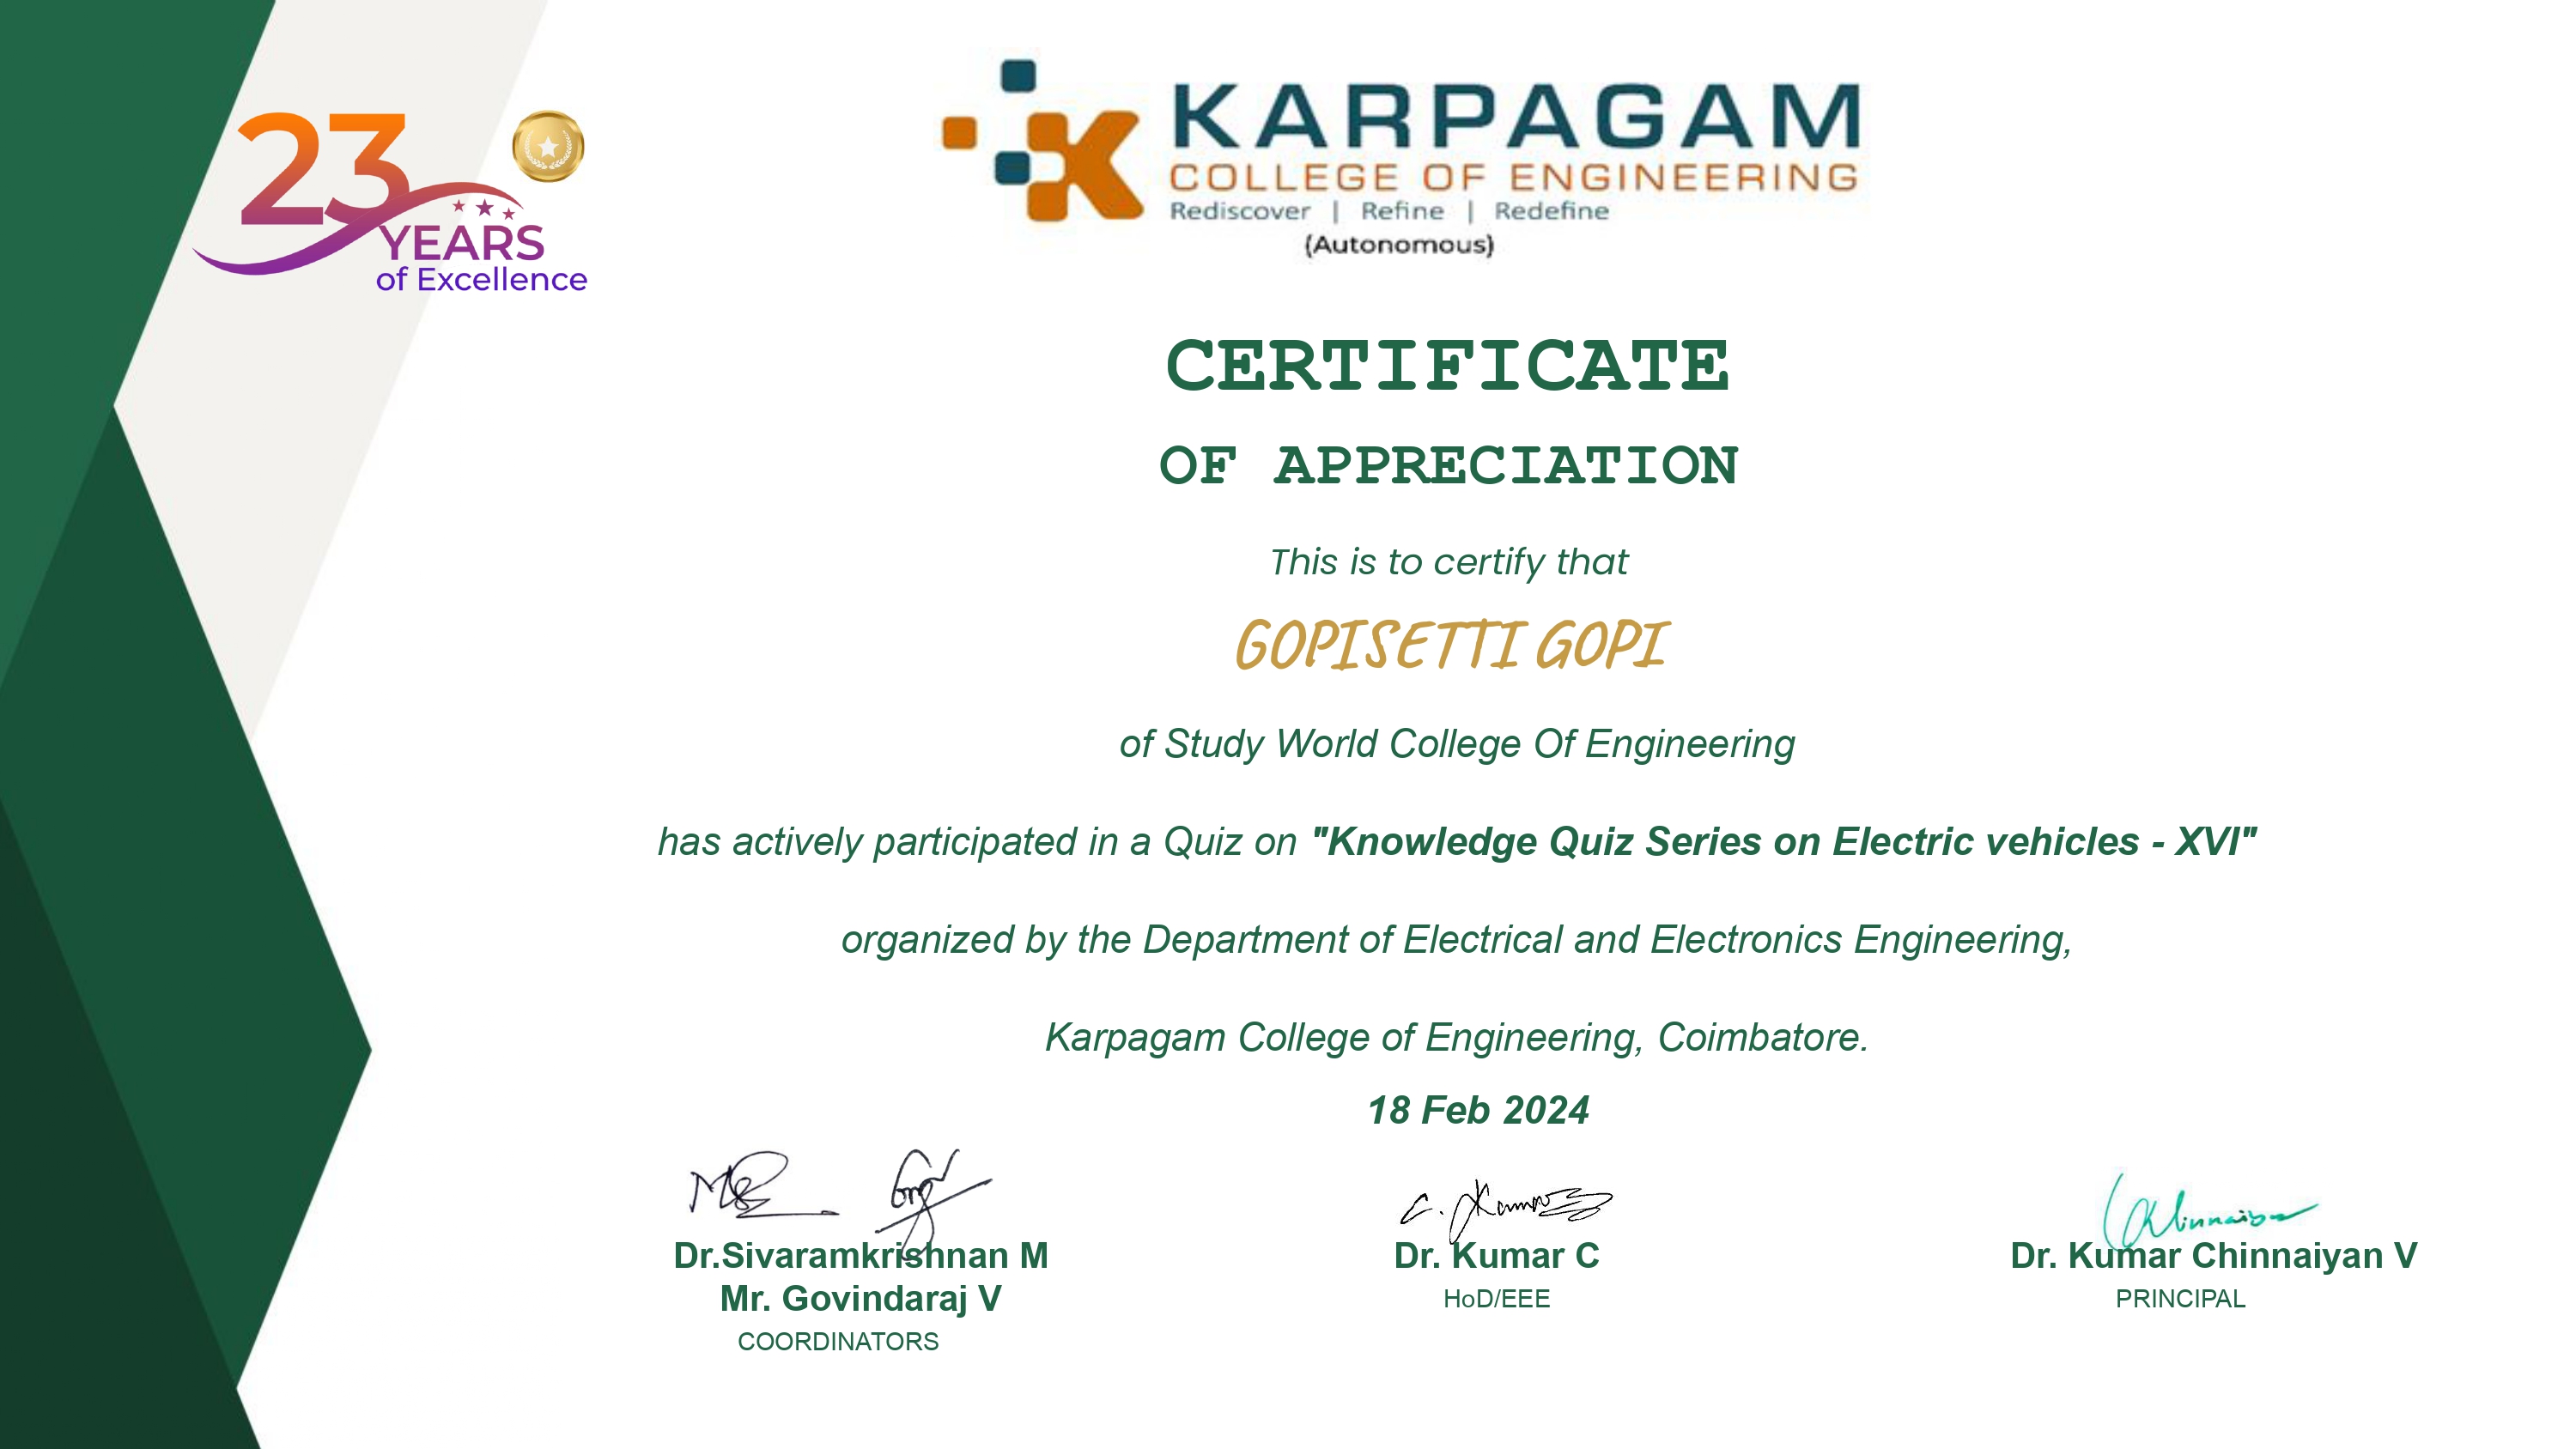 23
YEARS
of Excellence
KARPAGAM
COLLEGE OF ENGINEERING
Rediscover | Refine | Redefine
(Autonomous)
CERTIFICATE
OF APPRECIATION
This is to certify that
GOPISETTI GOPI
of Study World College Of Engineering
has actively participated in a Quiz on "Knowledge Quiz Series on Electric vehicles - XVI"
organized by the Department of Electrical and Electronics Engineering,
Karpagam College of Engineering, Coimbatore.
18 Feb 2024
Dr.Sivaramkrishnan M
Mr. Govindaraj V
COORDINATORS
Dr. Kumar C
HoD/EEE
Dr. Kumar Chinnaiyan V
PRINCIPAL